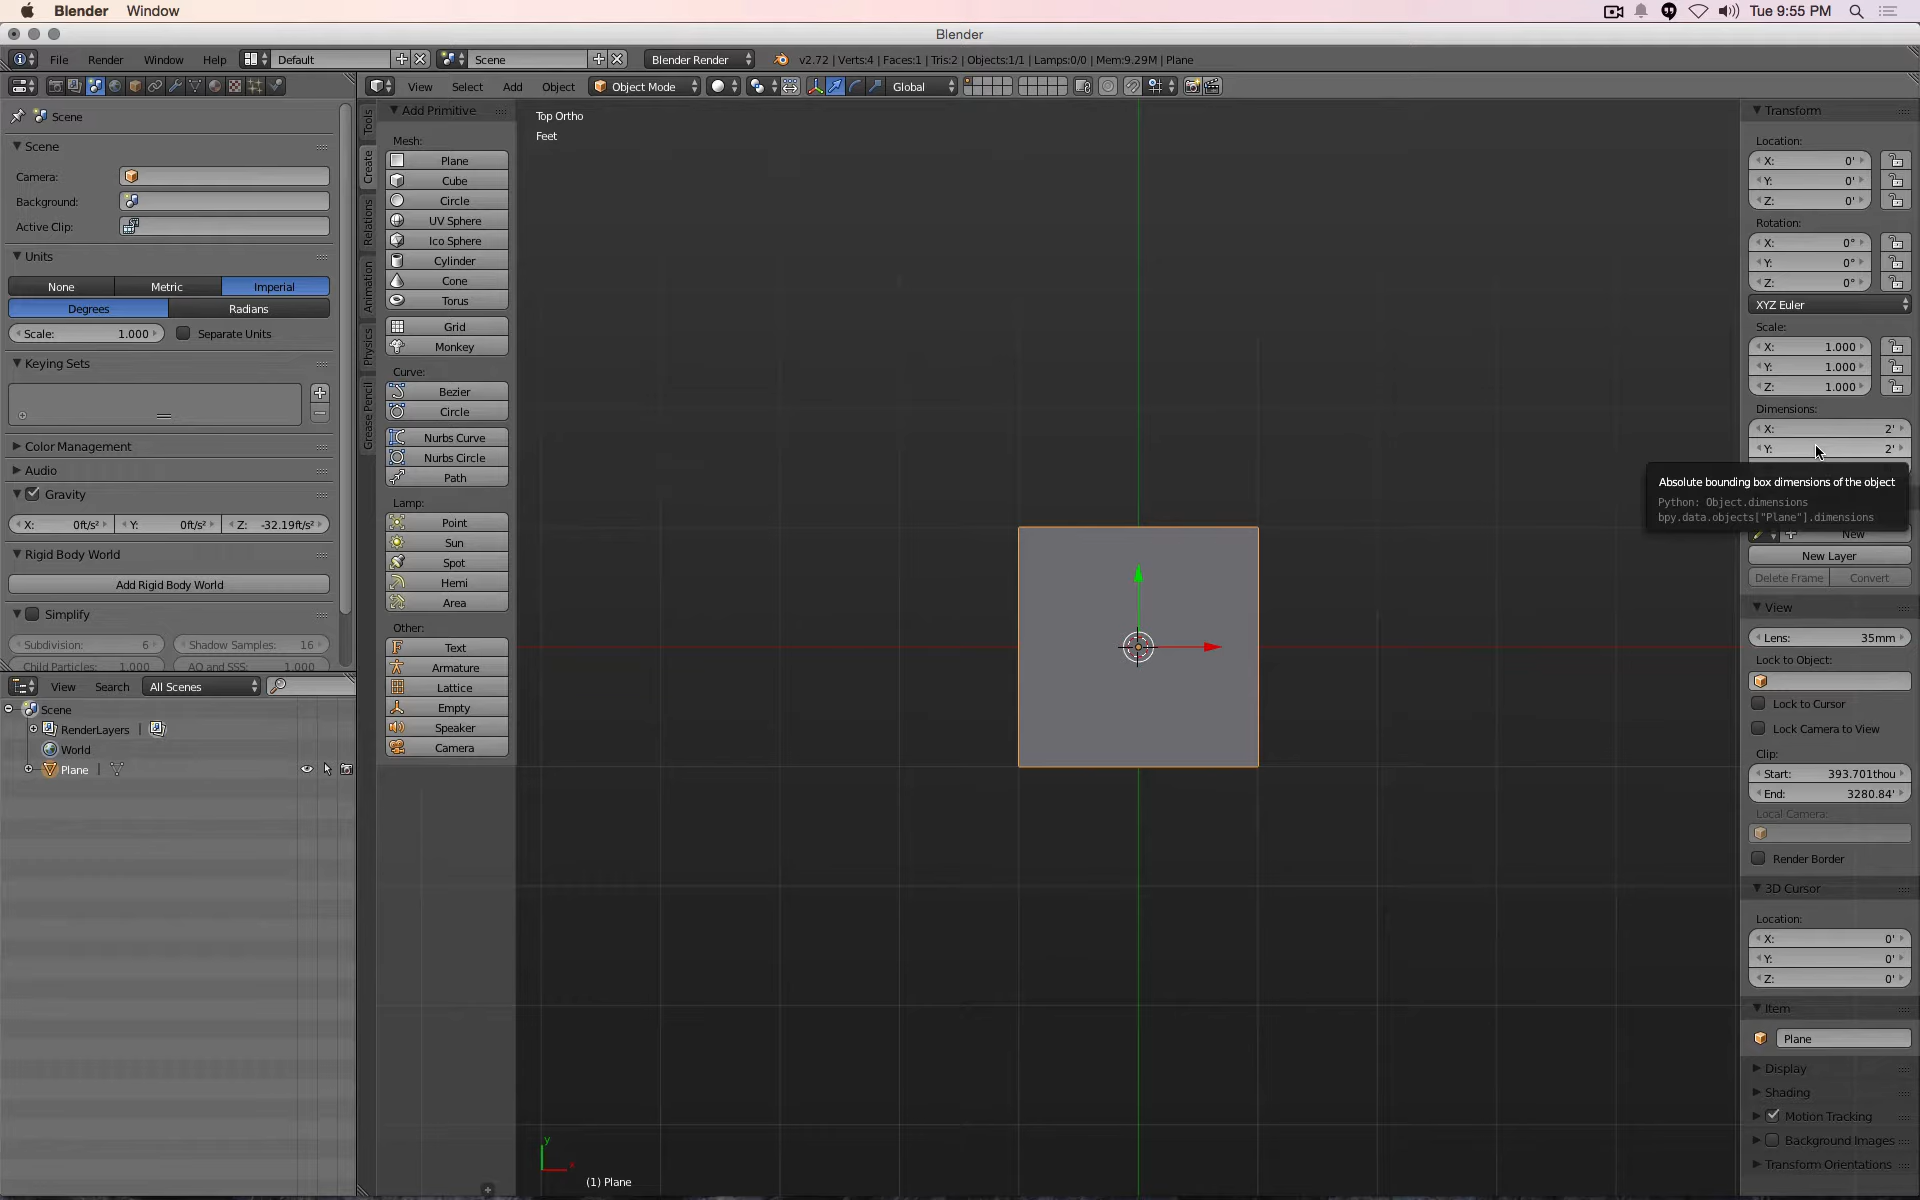 Blender Window Tue 9:55 PM
Blender
File Render Window Help Default Scene Blender Render v2.72 | Verts:4 | Faces:1 | Tris:2 | Objects:1/1 | Lamps:0/0 | Mem:9.29M | Plane
View Select Add Object Object Mode Global
Scene
Scene
Camera:
Background:
Active Clip:
Units
None Metric Imperial
Degrees Radians
Scale: 1.000 Separate Units
Keying Sets
Color Management
Audio
Gravity
X: 0ft/s² Y: 0ft/s² Z: -32.19ft/s²
Rigid Body World
Add Rigid Body World
Simplify
Subdivision: 6 Shadow Samples: 16
Child Particles: 1.000 AO and SSS: 1.000
View Search All Scenes
Scene
RenderLayers |
World
Plane |
Tools
Create
Relations
Animation
Physics
Grease Pencil
Add Primitive
Mesh:
Plane
Cube
Circle
UV Sphere
Ico Sphere
Cylinder
Cone
Torus
Grid
Monkey
Curve:
Bezier
Circle
Nurbs Curve
Nurbs Circle
Path
Lamp:
Point
Sun
Spot
Hemi
Area
Other:
Text
Armature
Lattice
Empty
Speaker
Camera
Top Ortho
Feet
y
x
(1) Plane
Transform
Location:
X: 0'
Y: 0'
Z: 0'
Rotation:
X: 0°
Y: 0°
Z: 0°
XYZ Euler
Scale:
X: 1.000
Y: 1.000
Z: 1.000
Dimensions:
X: 2'
Y: 2'
Absolute bounding box dimensions of the object
Python: Object.dimensions
bpy.data.objects["Plane"].dimensions
New
New Layer
Delete Frame Convert
View
Lens: 35mm
Lock to Object:
Lock to Cursor
Lock Camera to View
Clip:
Start: 393.701thou
End: 3280.84'
Local Camera:
Render Border
3D Cursor
Location:
X: 0'
Y: 0'
Z: 0'
Item
Plane
Display
Shading
Motion Tracking
Background Images
Transform Orientations